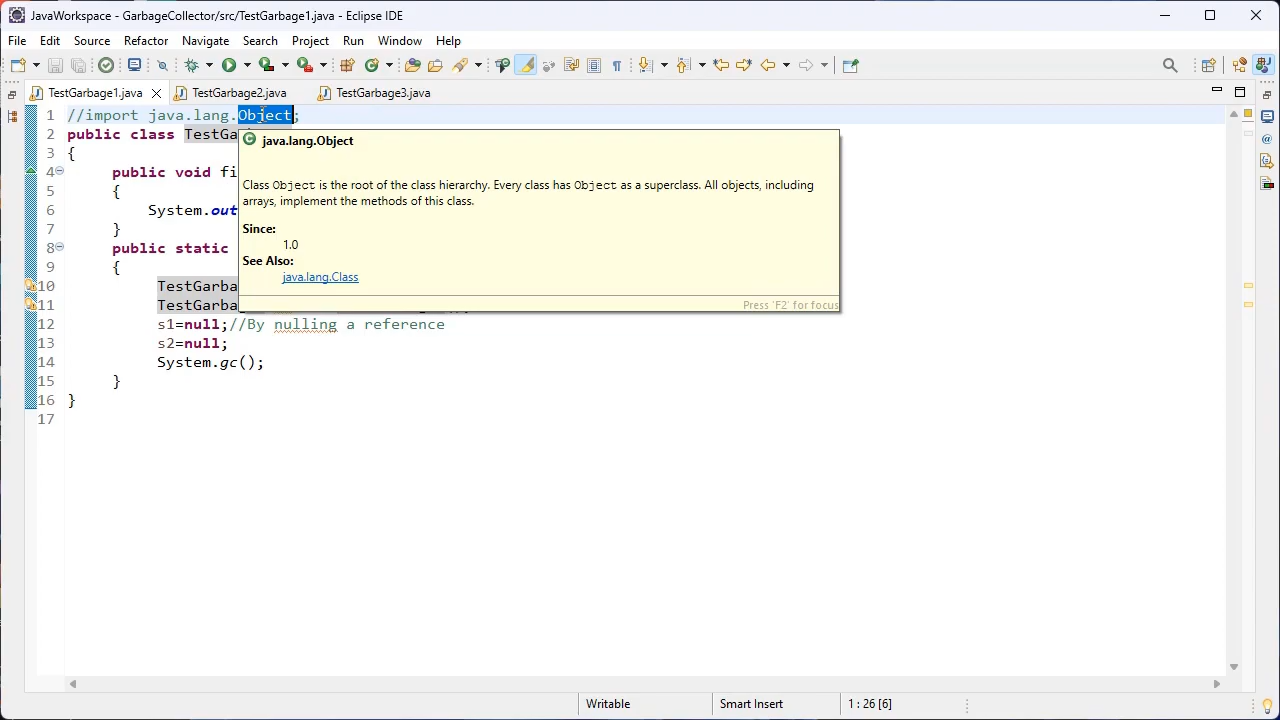 JavaWorkspace - GarbageCollector/src/TestGarbage1.java - Eclipse IDE
File Edit Source Refactor Navigate Search Project Run Window Help
TestGarbage1.java TestGarbage2.java TestGarbage3.java
1 //import java.lang.Object;
2 public class TestGa
java.lang.Object
3 {
4 public void fi
Class Object is the root of the class hierarchy. Every class has Object as a superclass. All objects, including
5 {
arrays, implement the methods of this class.
6 System.out
7 }
Since:
1.0
8 public static
See Also:
9 {
java.lang.Class
10 TestGarba
11 TestGarba
Press 'F2' for focus
12 s1=null;//By nulling a reference
13 s2=null;
14 System.gc();
15 }
16 }
17
Writable Smart Insert 1 : 26 [6]